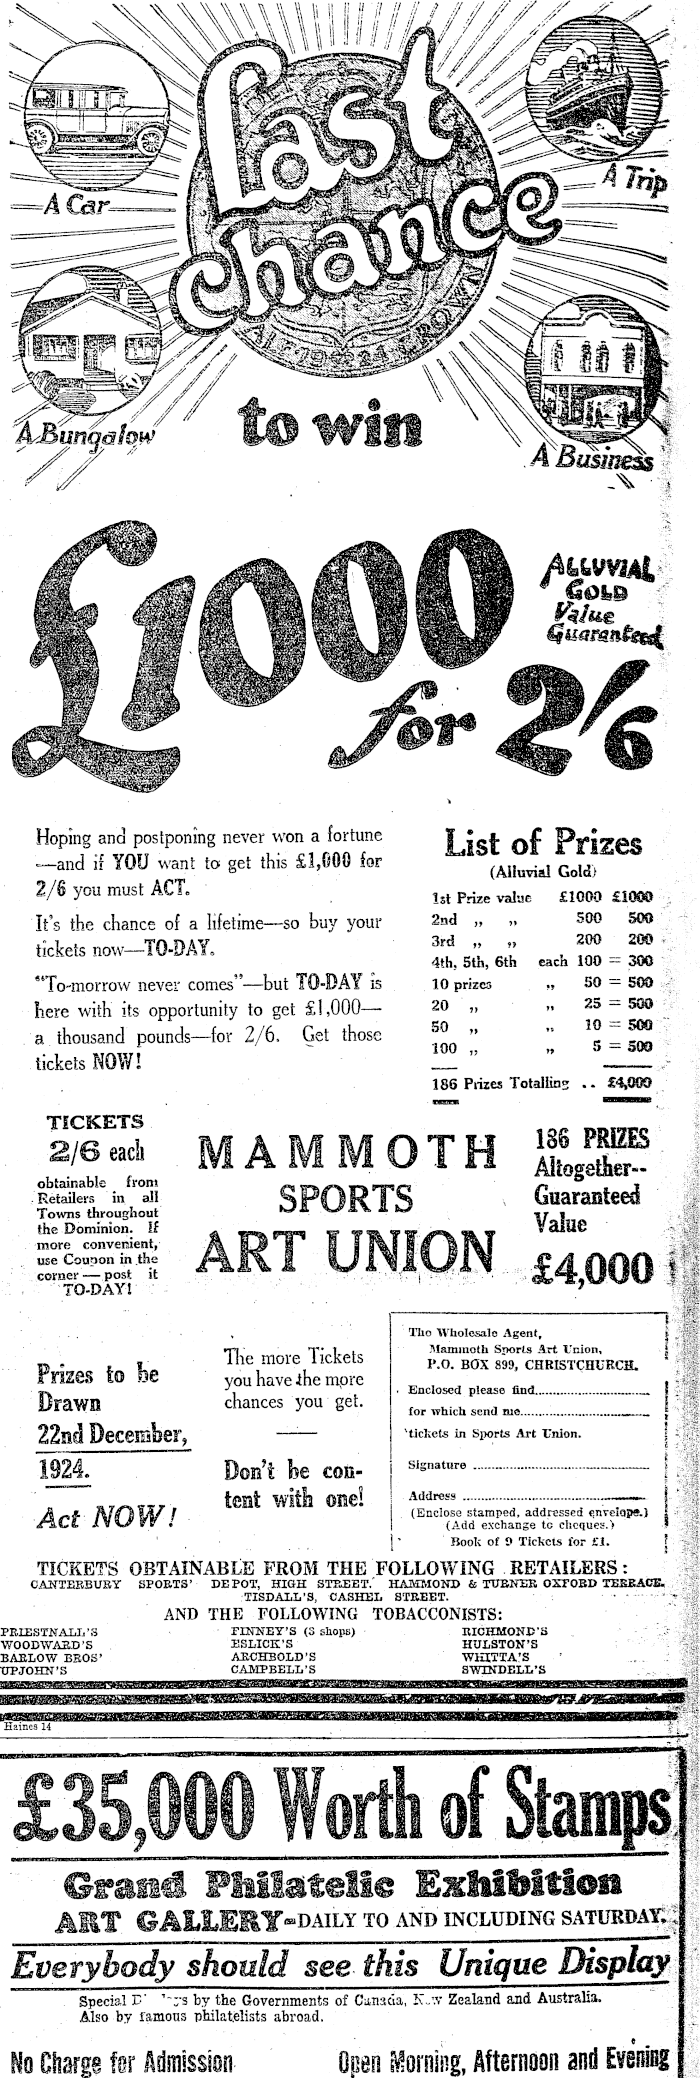 Last
chance
A Car
A Trip
HALF 1924 CROWN
A Bungalow
to win
A Business
£1000
ALLUVIAL
GOLD
Value
Guaranteed
for 2/6
Hoping and postponing never won a fortune
—and if YOU want to get this £1,000 for
2/6 you must ACT.
It's the chance of a lifetime—so buy your
tickets now—TO-DAY.
"To-morrow never comes"—but TO-DAY is
here with its opportunity to get £1,000—
a thousand pounds—for 2/6. Get those
tickets NOW!
List of Prizes
(Alluvial Gold)
1st Prize value £1000 £1000
2nd ,, ,, 500 500
3rd ,, ,, 200 200
4th, 5th, 6th each 100 = 300
10 prizes ,, 50 = 500
20 ,, ,, 25 = 500
50 ,, ,, 10 = 500
100 ,, ,, 5 = 500
186 Prizes Totalling .. £4,000
TICKETS
2/6 each
obtainable from
Retailers in all
Towns throughout
the Dominion. If
more convenient,
use Coupon in the
corner — post it
TO-DAY!
MAMMOTH
SPORTS
ART UNION
186 PRIZES
Altogether--
Guaranteed
Value
£4,000
Prizes to be
Drawn
22nd December,
1924.
Act NOW!
The more Tickets
you have the more
chances you get.
Don't be con-
tent with one!
The Wholesale Agent,
Mammoth Sports Art Union,
P.O. BOX 899, CHRISTCHURCH.
Enclosed please find..............................
for which send me..............................
tickets in Sports Art Union.
Signature ..............................
Address ..............................
(Enclose stamped, addressed envelope.)
(Add exchange to cheques.)
Book of 9 Tickets for £1.
TICKETS OBTAINABLE FROM THE FOLLOWING RETAILERS:
CANTERBURY SPORTS' DEPOT, HIGH STREET. HAMMOND & TURNER OXFORD TERRACE.
TISDALL'S, CASHEL STREET.
AND THE FOLLOWING TOBACCONISTS:
PRIESTNALL'S FINNEY'S (3 shops) RICHMOND'S
WOODWARD'S ESLICK'S HULSTON'S
BARLOW BROS' ARCHBOLD'S WHITTA'S
UPJOHN'S CAMPBELL'S SWINDELL'S
Haines 14
£35,000 Worth of Stamps
Grand Philatelic Exhibition
ART GALLERY—DAILY TO AND INCLUDING SATURDAY.
Everybody should see this Unique Display
Special by the Governments of Canada, New Zealand and Australia.
Also by famous philatelists abroad.
No Charge for Admission Open Morning, Afternoon and Evening